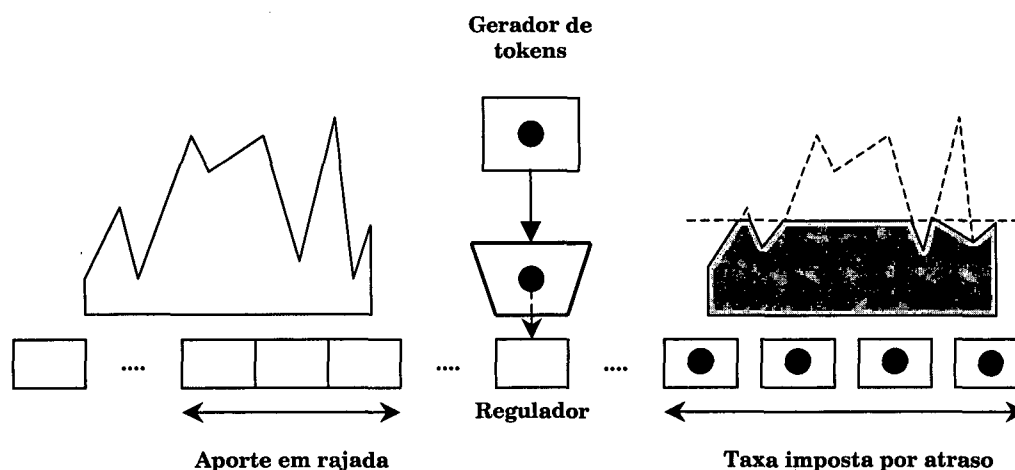 Gerador de
tokens
....
....
....
Regulador
Aporte em rajada
Taxa imposta por atraso